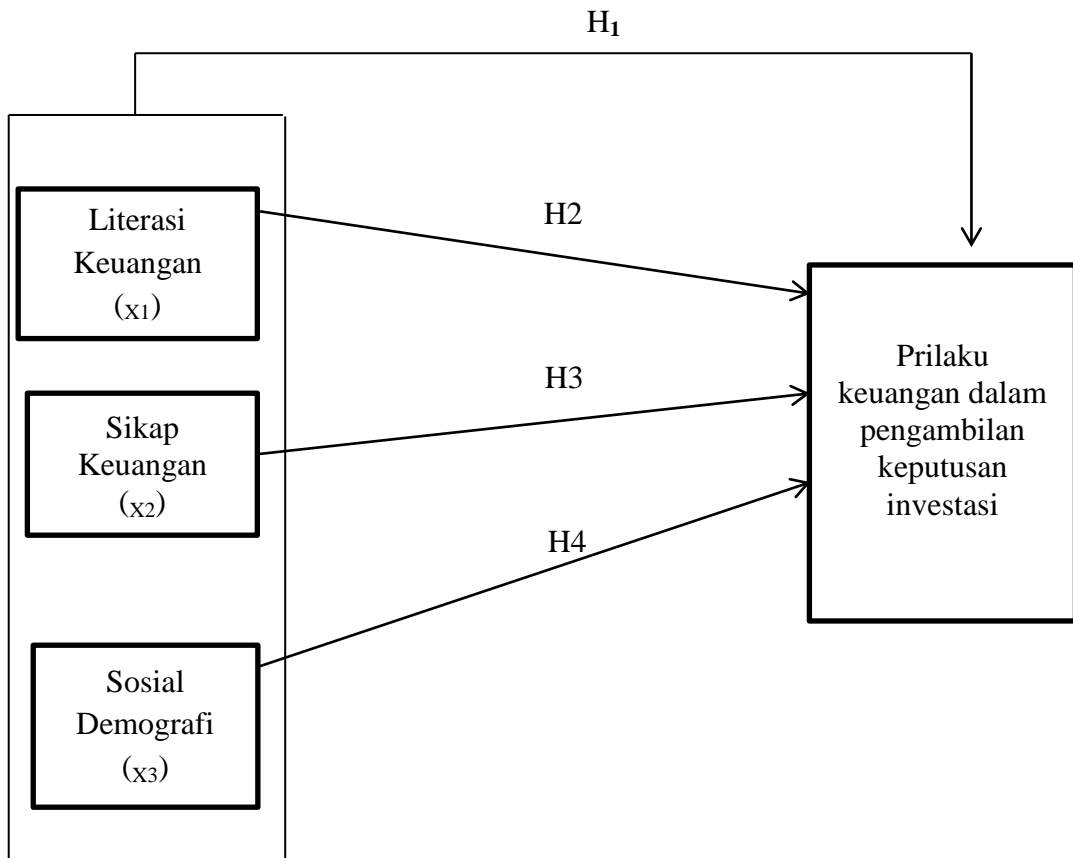 H₁
Literasi
Keuangan
(X1)
H2
Sikap
Keuangan
(X2)
H3
Sosial
Demografi
(X3)
H4
Prilaku
keuangan dalam
pengambilan
keputusan
investasi